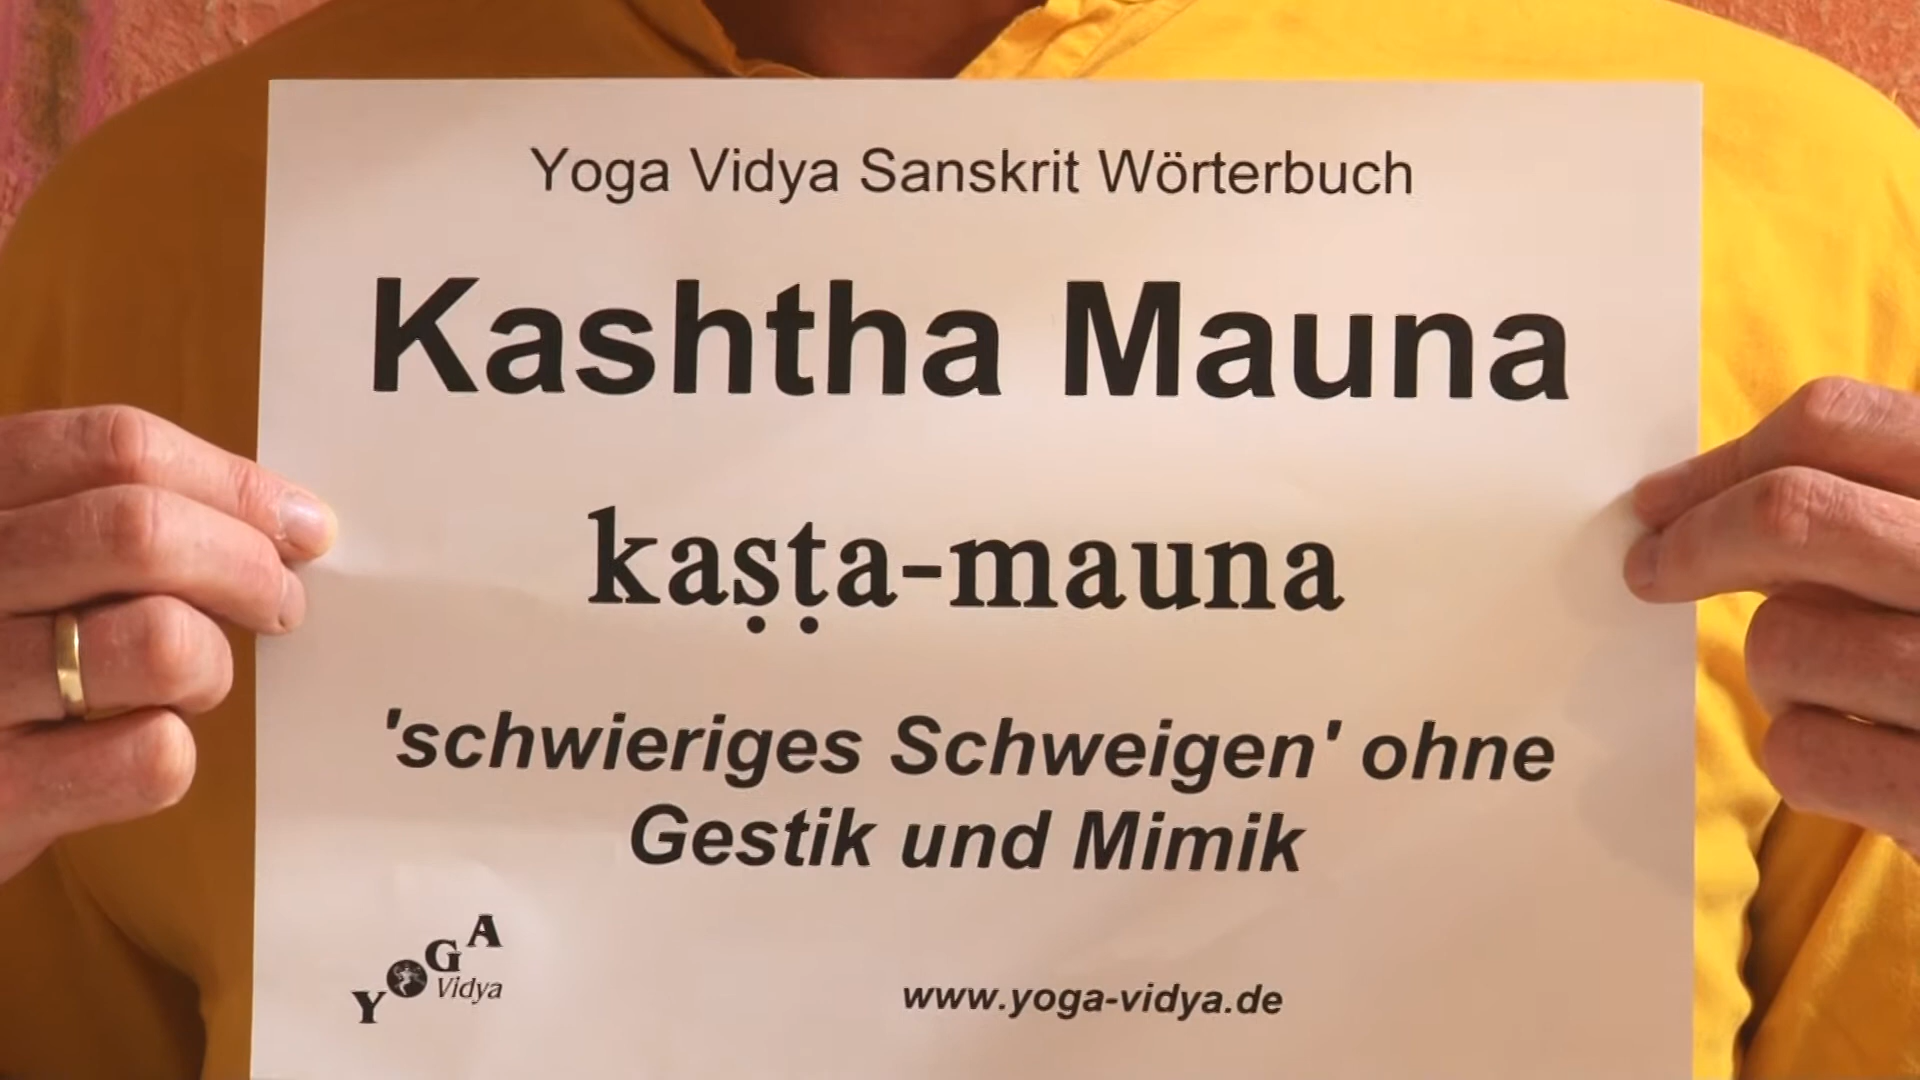 Yoga Vidya Sanskrit Wörterbuch
Kashtha Mauna
kaṣṭa-mauna
'schwieriges Schweigen' ohne
Gestik und Mimik
YOGA
Vidya
www.yoga-vidya.de